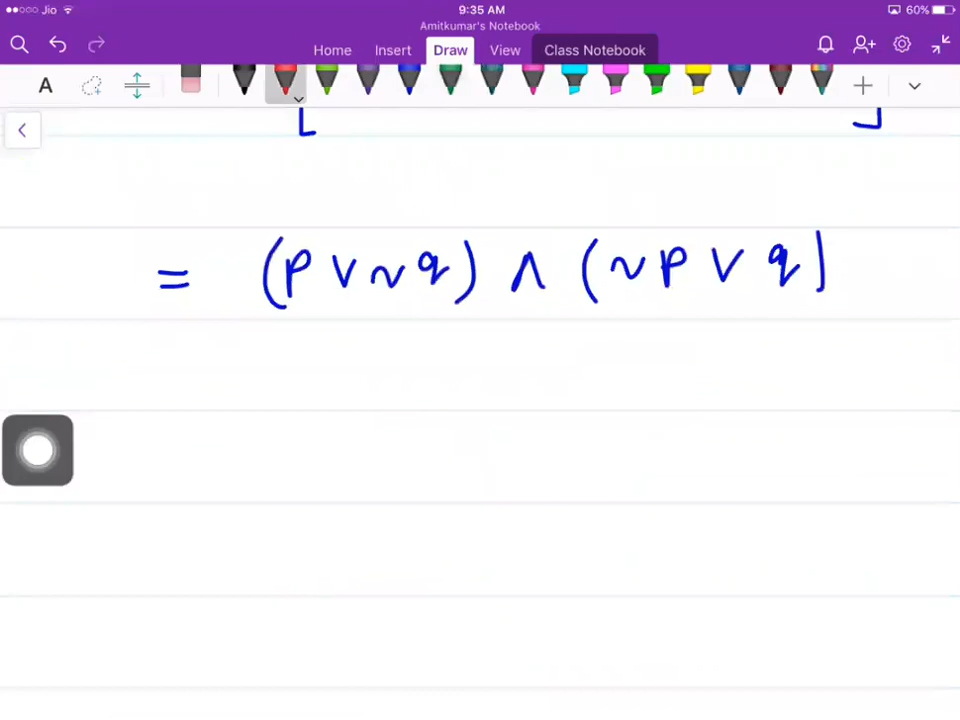 Jio 9:35 AM 60%
Amitkumar's Notebook
Home Insert Draw View Class Notebook
A
= (p ∨ ~q) ∧ (~p ∨ q)